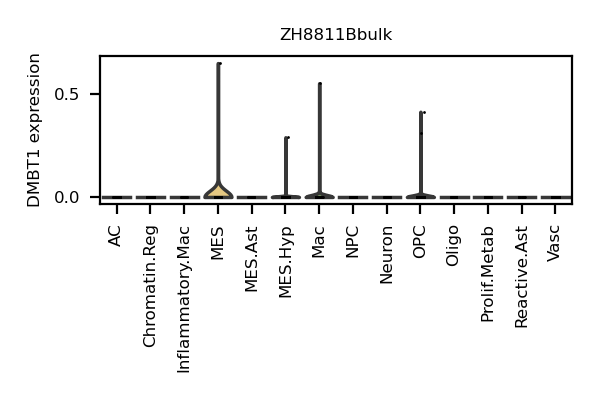 ZH8811Bbulk
DMBT1 expression
0.5
0.0
AC
Chromatin.Reg
Inflammatory.Mac
MES
MES.Ast
MES.Hyp
Mac
NPC
Neuron
OPC
Oligo
Prolif.Metab
Reactive.Ast
Vasc